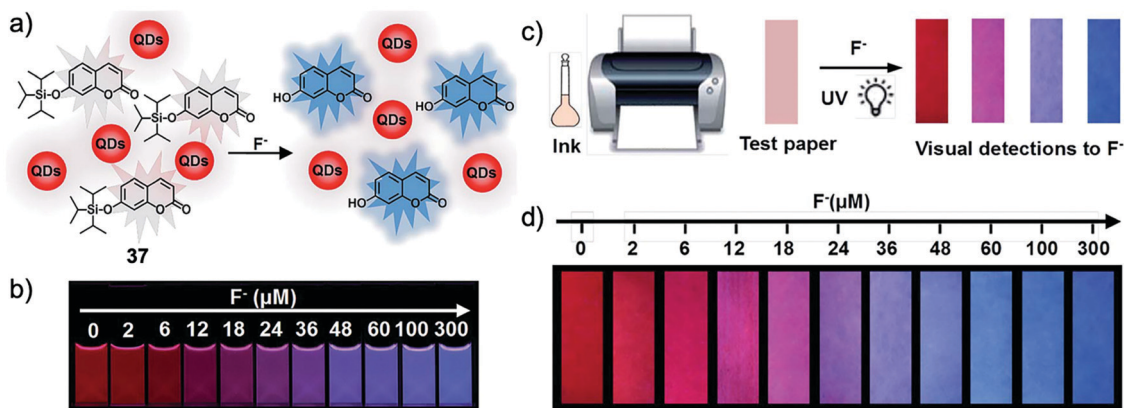 a)
QDs
QDs
Si-O
O
O
Si-O
O
O
QDs
QDs
QDs
Si-O
O
O
37
F-
QDs
HO
O
O
HO
O
O
QDs
QDs
QDs
HO
O
O
b)
F- (µM)
0 2 6 12 18 24 36 48 60 100 300
c)
Ink
Test paper
F-
UV
Visual detections to F-
d)
F-(µM)
0 2 6 12 18 24 36 48 60 100 300